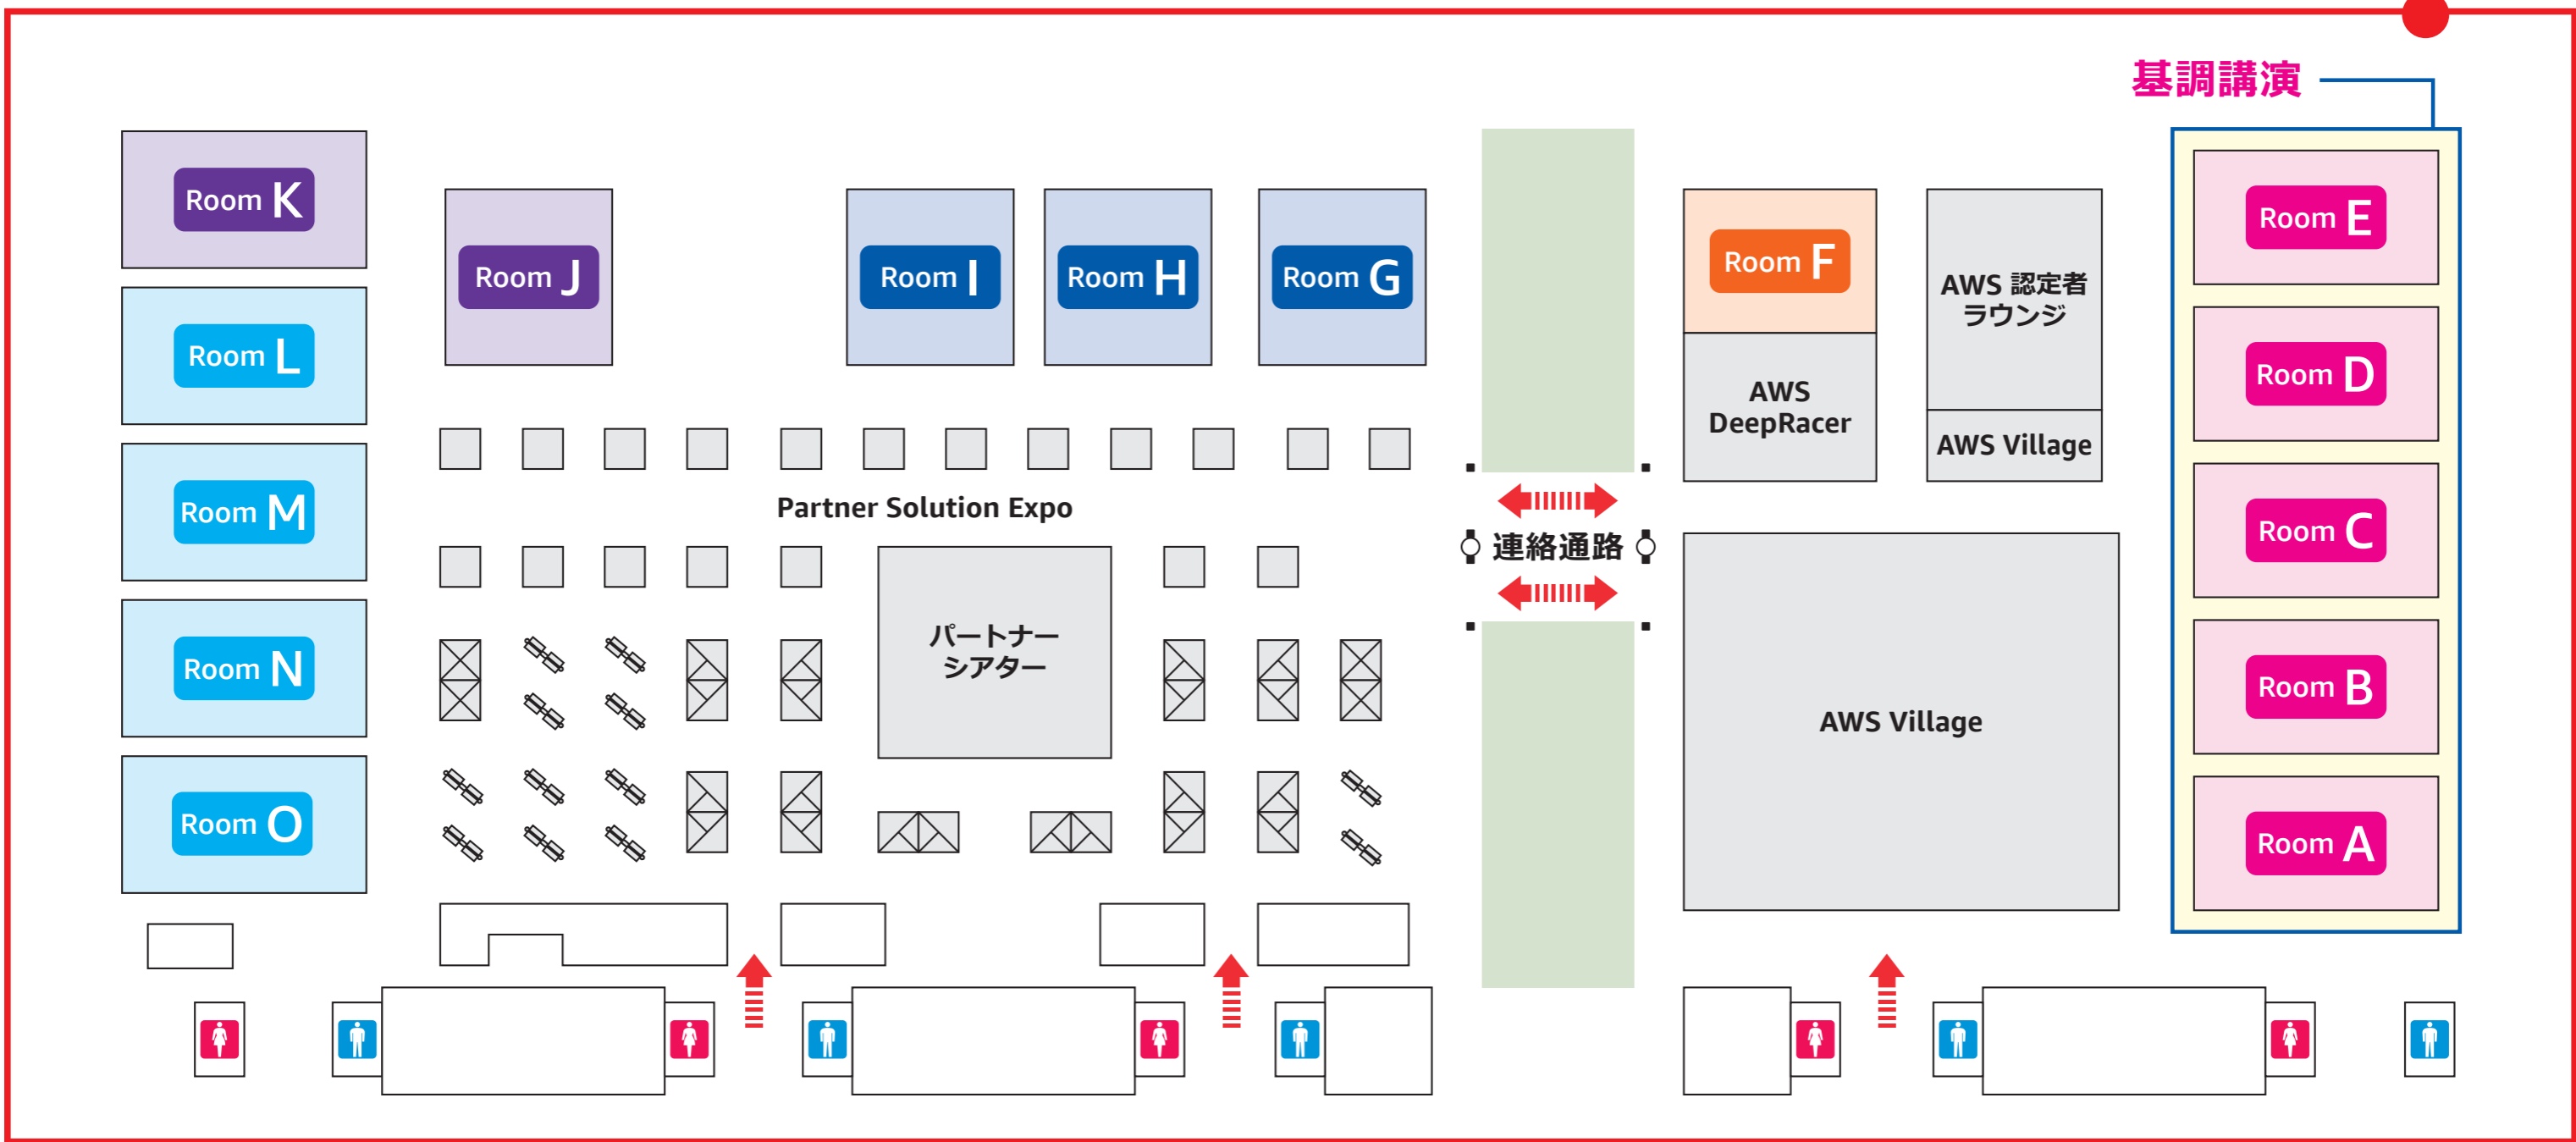 基調講演
Room K
Room L
Room M
Room N
Room O
Room J
Room I
Room H
Room G
Partner Solution Expo
パートナー
シアター
連絡通路
Room F
AWS
DeepRacer
AWS 認定者
ラウンジ
AWS Village
AWS Village
Room E
Room D
Room C
Room B
Room A